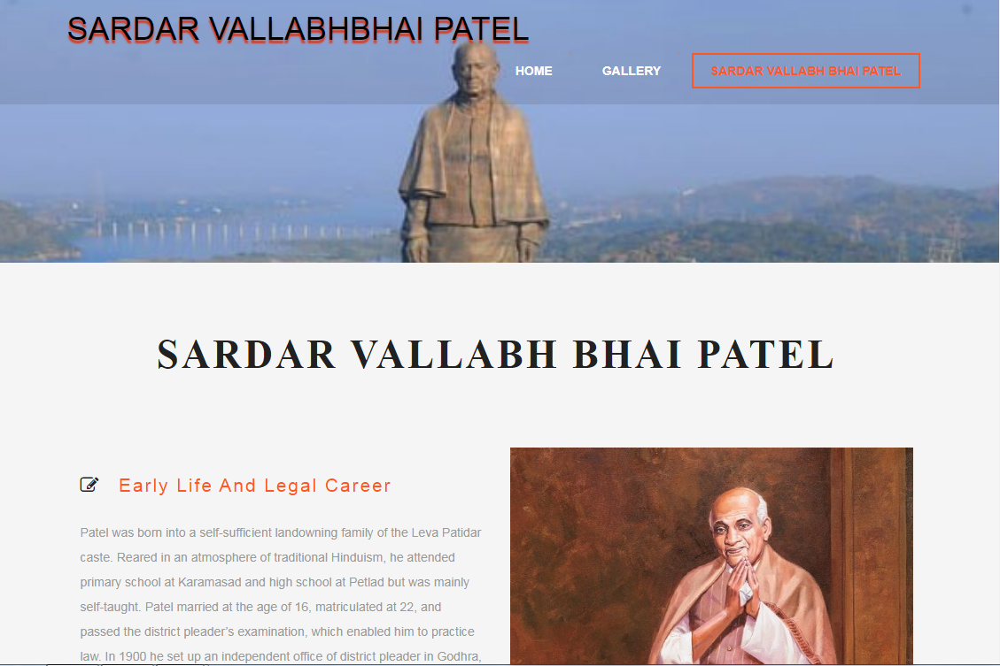 SARDAR VALLABHBHAI PATEL
HOME GALLERY SARDAR VALLABH BHAI PATEL
SARDAR VALLABH BHAI PATEL
Early Life And Legal Career
Patel was born into a self-sufficient landowning family of the Leva Patidar
caste. Reared in an atmosphere of traditional Hinduism, he attended
primary school at Karamasad and high school at Petlad but was mainly
self-taught. Patel married at the age of 16, matriculated at 22, and
passed the district pleader’s examination, which enabled him to practice
law. In 1900 he set up an independent office of district pleader in Godhra,